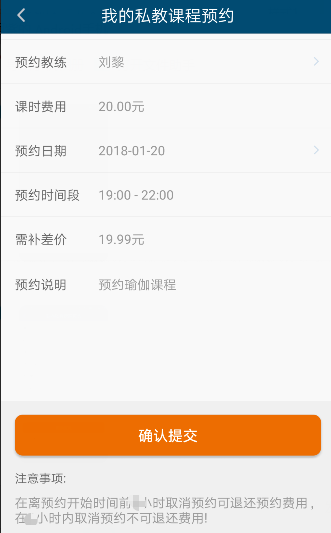 我的私教课程预约
预约教练 刘黎
课时费用 20.00元
预约日期 2018-01-20
预约时间段 19:00 - 22:00
需补差价 19.99元
预约说明 预约瑜伽课程
确认提交
注意事项:
在离预约开始时间前小时取消预约可退还预约费用,
在小时内取消预约不可退还费用!